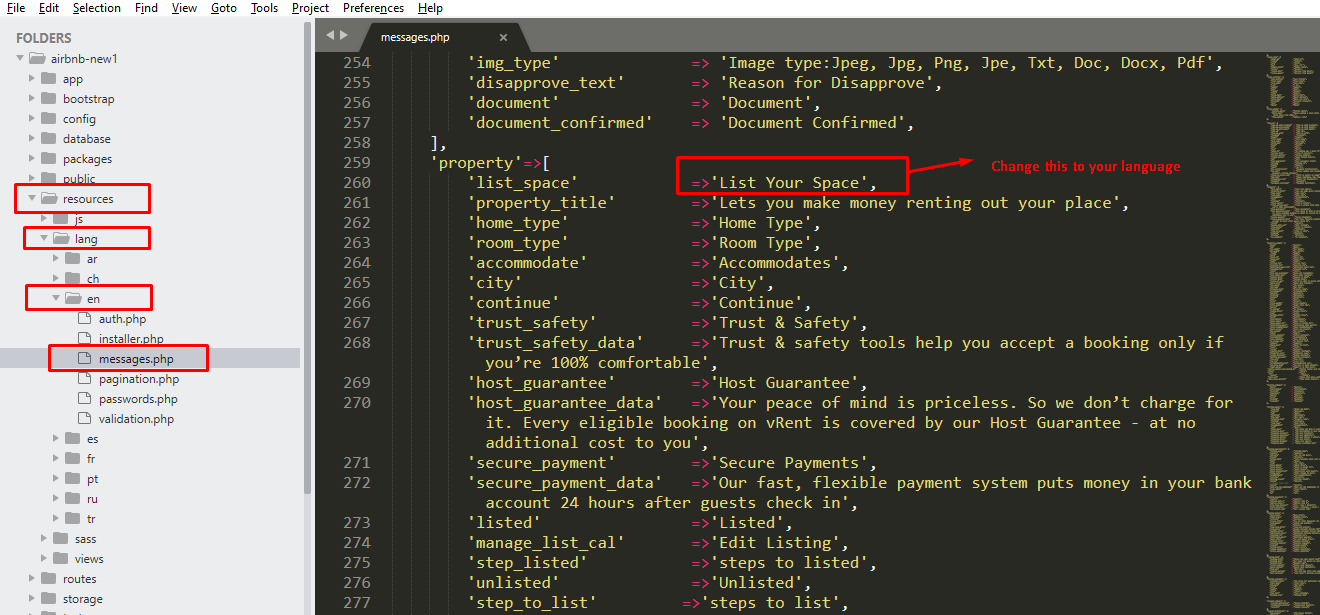 File Edit Selection Find View Goto Tools Project Preferences Help
FOLDERS
airbnb-new1
app
bootstrap
config
database
packages
public
resources
js
lang
ar
ch
en
auth.php
installer.php
messages.php
pagination.php
passwords.php
validation.php
es
fr
pt
ru
tr
sass
views
routes
storage
messages.php ×
254 'img_type' => 'Image type:Jpeg, Jpg, Png, Jpe, Txt, Doc, Docx, Pdf',
255 'disapprove_text' => 'Reason for Disapprove',
256 'document' => 'Document',
257 'document_confirmed' => 'Document Confirmed',
258 ],
259 'property'=>[
260 'list_space' =>'List Your Space',
Change this to your language
261 'property_title' =>'Lets you make money renting out your place',
262 'home_type' =>'Home Type',
263 'room_type' =>'Room Type',
264 'accommodate' =>'Accommodates',
265 'city' =>'City',
266 'continue' =>'Continue',
267 'trust_safety' =>'Trust & Safety',
268 'trust_safety_data' =>'Trust & safety tools help you accept a booking only if
you’re 100% comfortable',
269 'host_guarantee' =>'Host Guarantee',
270 'host_guarantee_data' =>'Your peace of mind is priceless. So we don’t charge for
it. Every eligible booking on vRent is covered by our Host Guarantee - at no
additional cost to you',
271 'secure_payment' =>'Secure Payments',
272 'secure_payment_data' =>'Our fast, flexible payment system puts money in your bank
account 24 hours after guests check in',
273 'listed' =>'Listed',
274 'manage_list_cal' =>'Edit Listing',
275 'step_listed' =>'steps to listed',
276 'unlisted' =>'Unlisted',
277 'step_to_list' =>'steps to list',